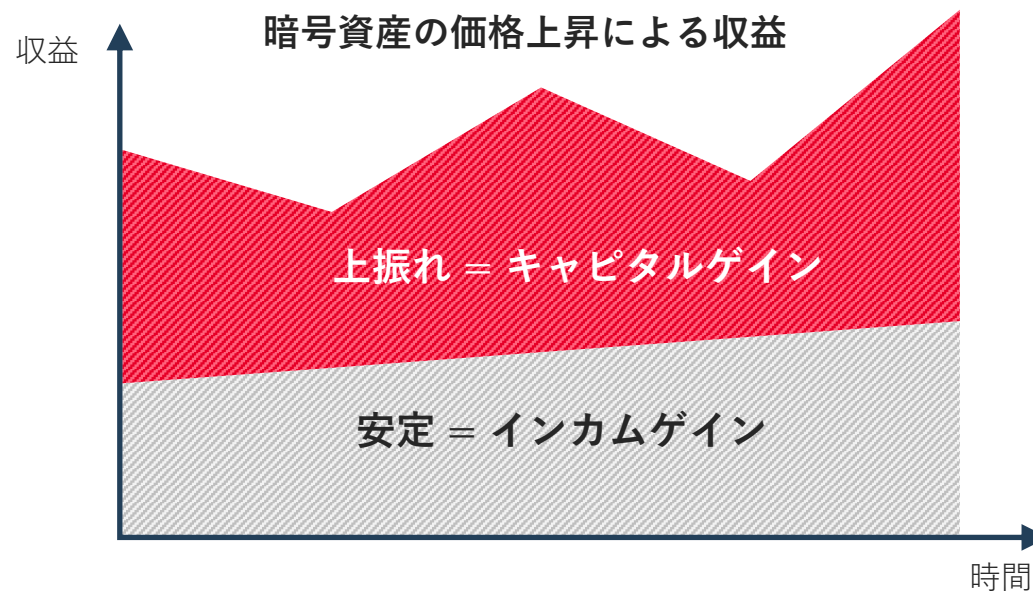 暗号資産の価格上昇による収益
収益
上振れ = キャピタルゲイン
安定 = インカムゲイン
時間